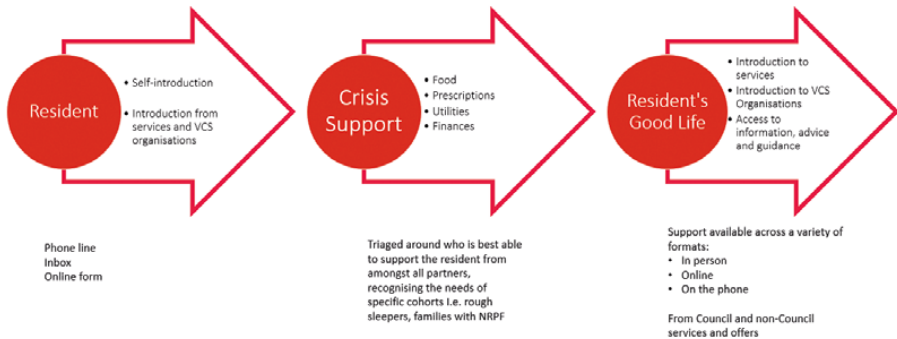 Resident
• Self-introduction
• Introduction from
services and VCS
organisations
Phone line
Inbox
Online form
Crisis
Support
• Food
• Prescriptions
• Utilities
• Finances
Triaged around who is best able
to support the resident from
amongst all partners,
recognising the needs of
specific cohorts I.e. rough
sleepers, families with NRPF
Resident's
Good Life
• Introduction to
services
• Introduction to VCS
Organisations
• Access to
information, advice
and guidance
Support available across a variety of
formats:
• In person
• Online
• On the phone
From Council and non-Council
services and offers